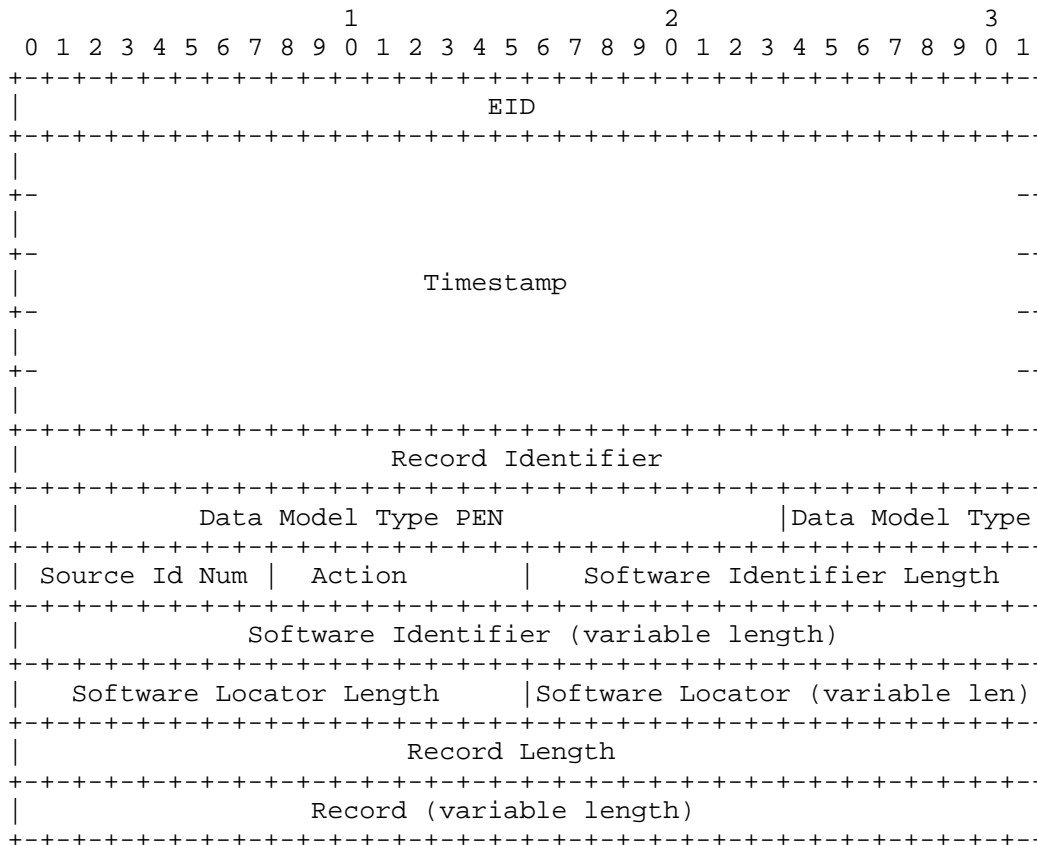 1                   2                   3
 0 1 2 3 4 5 6 7 8 9 0 1 2 3 4 5 6 7 8 9 0 1 2 3 4 5 6 7 8 9 0 1
+-+-+-+-+-+-+-+-+-+-+-+-+-+-+-+-+-+-+-+-+-+-+-+-+-+-+-+-+-+-+-+--
|                             EID
+-+-+-+-+-+-+-+-+-+-+-+-+-+-+-+-+-+-+-+-+-+-+-+-+-+-+-+-+-+-+-+--
|
+-                                                             --
|
+-                                                             --
|                         Timestamp
+-                                                             --
|
+-                                                             --
|
+-+-+-+-+-+-+-+-+-+-+-+-+-+-+-+-+-+-+-+-+-+-+-+-+-+-+-+-+-+-+-+--
|                       Record Identifier
+-+-+-+-+-+-+-+-+-+-+-+-+-+-+-+-+-+-+-+-+-+-+-+-+-+-+-+-+-+-+-+--
|           Data Model Type PEN                 |Data Model Type
+-+-+-+-+-+-+-+-+-+-+-+-+-+-+-+-+-+-+-+-+-+-+-+-+-+-+-+-+-+-+-+--
| Source Id Num |  Action       |   Software Identifier Length
+-+-+-+-+-+-+-+-+-+-+-+-+-+-+-+-+-+-+-+-+-+-+-+-+-+-+-+-+-+-+-+--
|              Software Identifier (variable length)
+-+-+-+-+-+-+-+-+-+-+-+-+-+-+-+-+-+-+-+-+-+-+-+-+-+-+-+-+-+-+-+--
|   Software Locator Length     |Software Locator (variable len)
+-+-+-+-+-+-+-+-+-+-+-+-+-+-+-+-+-+-+-+-+-+-+-+-+-+-+-+-+-+-+-+--
|                        Record Length
+-+-+-+-+-+-+-+-+-+-+-+-+-+-+-+-+-+-+-+-+-+-+-+-+-+-+-+-+-+-+-+--
|                  Record (variable length)
+-+-+-+-+-+-+-+-+-+-+-+-+-+-+-+-+-+-+-+-+-+-+-+-+-+-+-+-+-+-+-+--